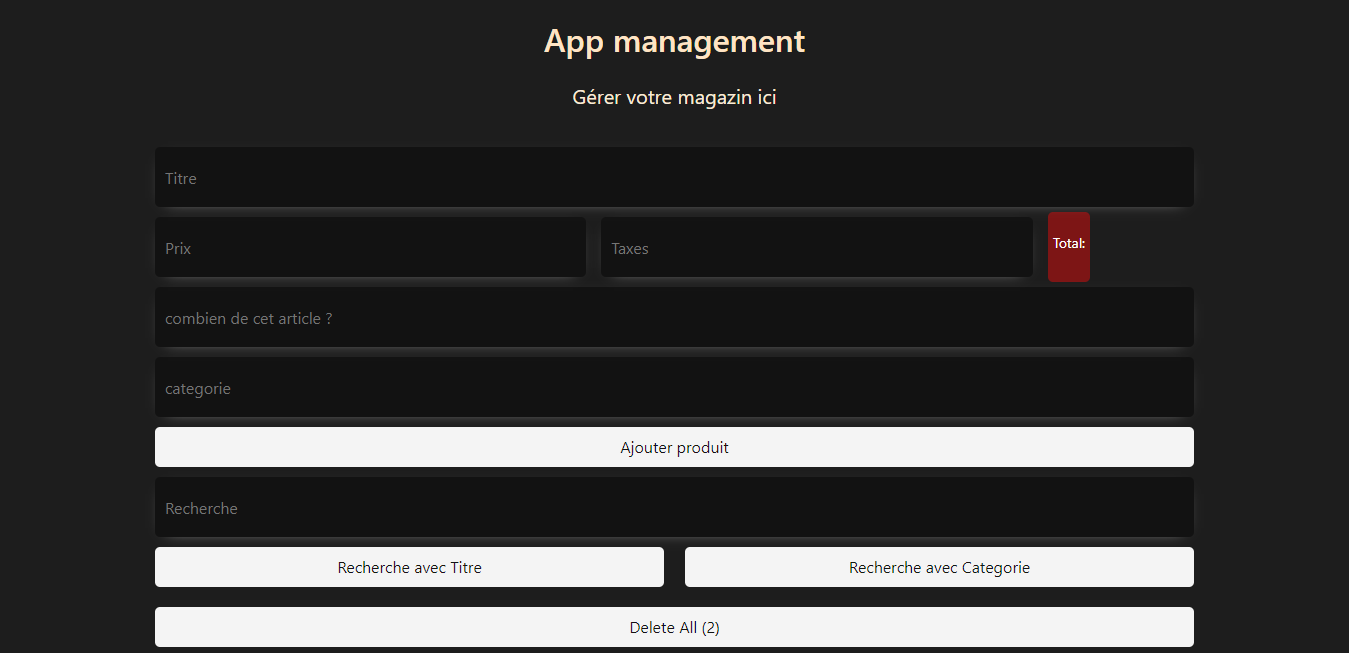 App management
Gérer votre magazin ici
Titre
Prix Taxes Total:
combien de cet article ?
categorie
Ajouter produit
Recherche
Recherche avec Titre Recherche avec Categorie
Delete All (2)